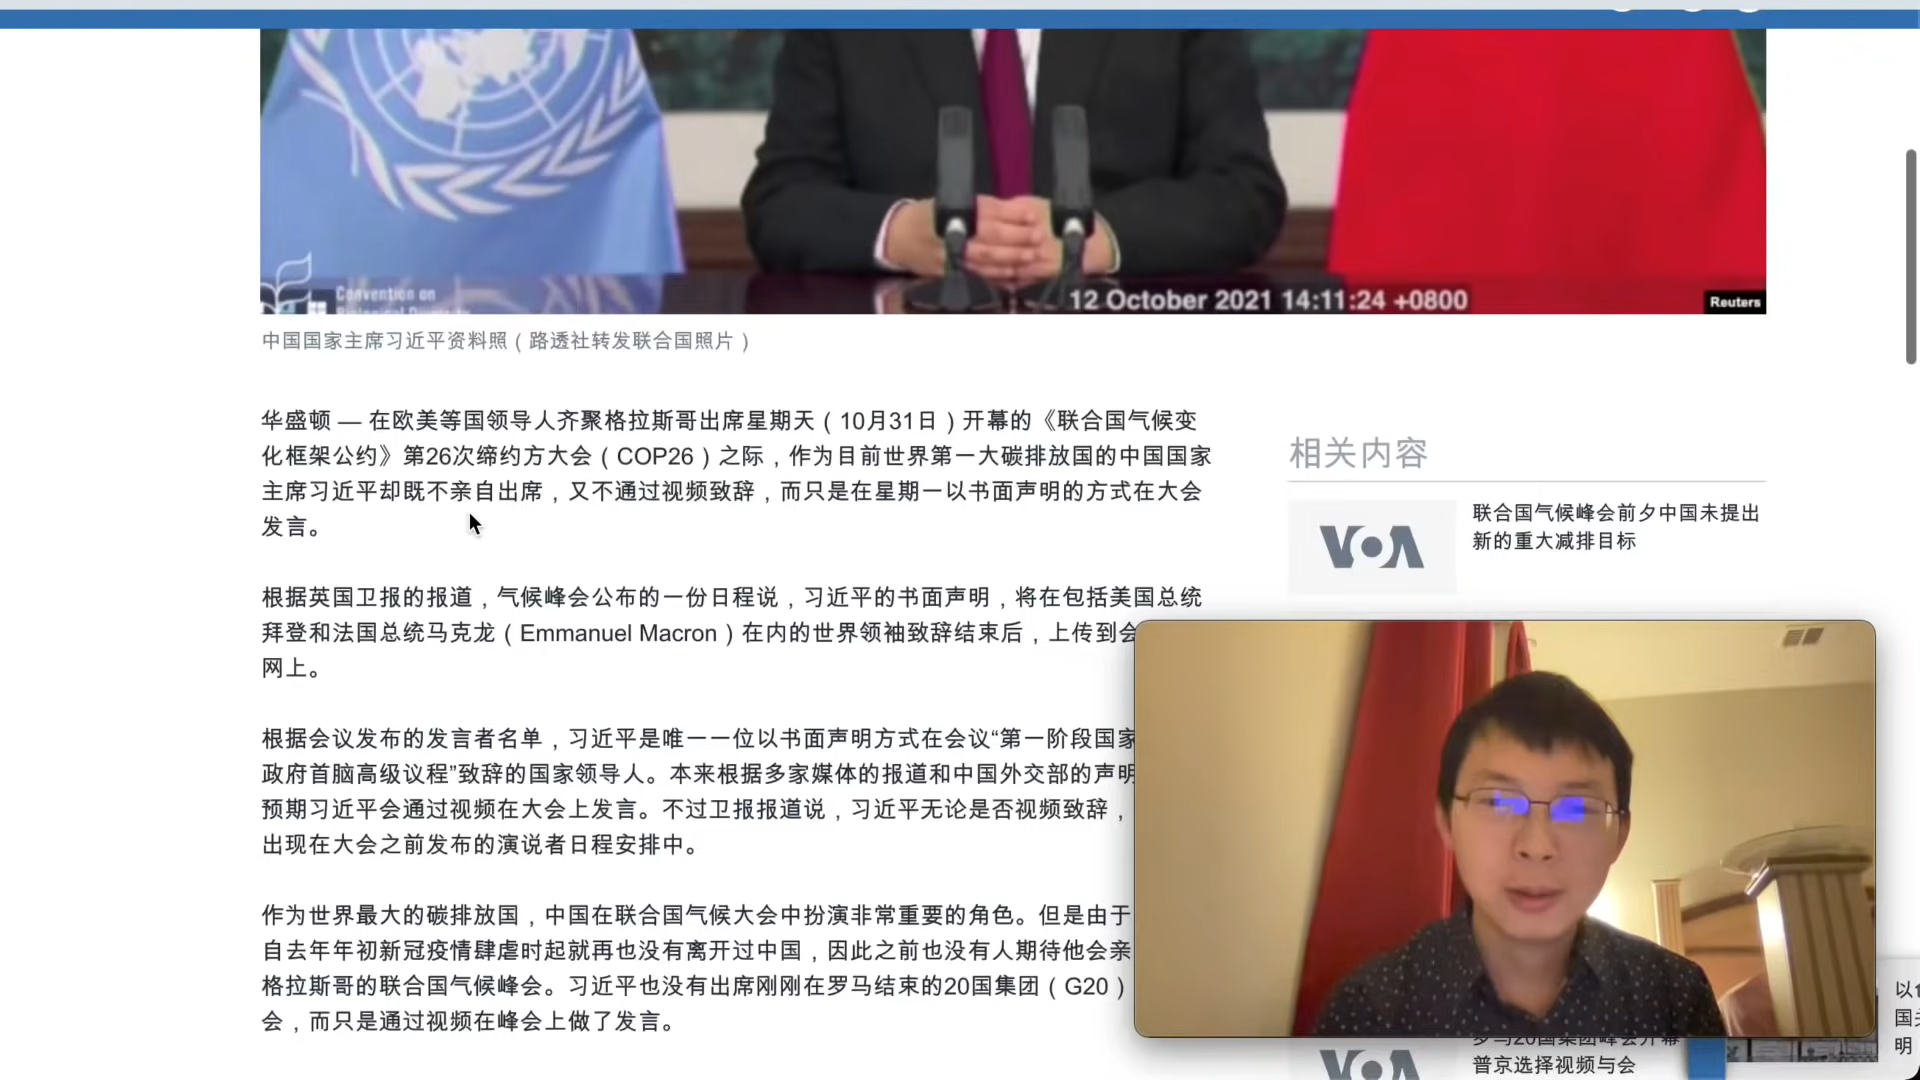 Convention on
12 October 2021 14:11:24 +0800
Reuters
中国国家主席习近平资料照（路透社转发联合国照片）
华盛顿 — 在欧美等国领导人齐聚格拉斯哥出席星期天（10月31日）开幕的《联合国气候变
化框架公约》第26次缔约方大会（COP26）之际，作为目前世界第一大碳排放国的中国国家
主席习近平却既不亲自出席，又不通过视频致辞，而只是在星期一以书面声明的方式在大会
发言。
根据英国卫报的报道，气候峰会公布的一份日程说，习近平的书面声明，将在包括美国总统
拜登和法国总统马克龙（Emmanuel Macron）在内的世界领袖致辞结束后，上传到会
网上。
根据会议发布的发言者名单，习近平是唯一一位以书面声明方式在会议“第一阶段国家
政府首脑高级议程”致辞的国家领导人。本来根据多家媒体的报道和中国外交部的声明
预期习近平会通过视频在大会上发言。不过卫报报道说，习近平无论是否视频致辞，
出现在大会之前发布的演说者日程安排中。
作为世界最大的碳排放国，中国在联合国气候大会中扮演非常重要的角色。但是由于
自去年年初新冠疫情肆虐时起就再也没有离开过中国，因此之前也没有人期待他会亲
格拉斯哥的联合国气候峰会。习近平也没有出席刚刚在罗马结束的20国集团（G20）
会，而只是通过视频在峰会上做了发言。
相关内容
VOA
联合国气候峰会前夕中国未提出
新的重大减排目标
VOA
罗马20国集团峰会开幕
普京选择视频与会
以
国
明